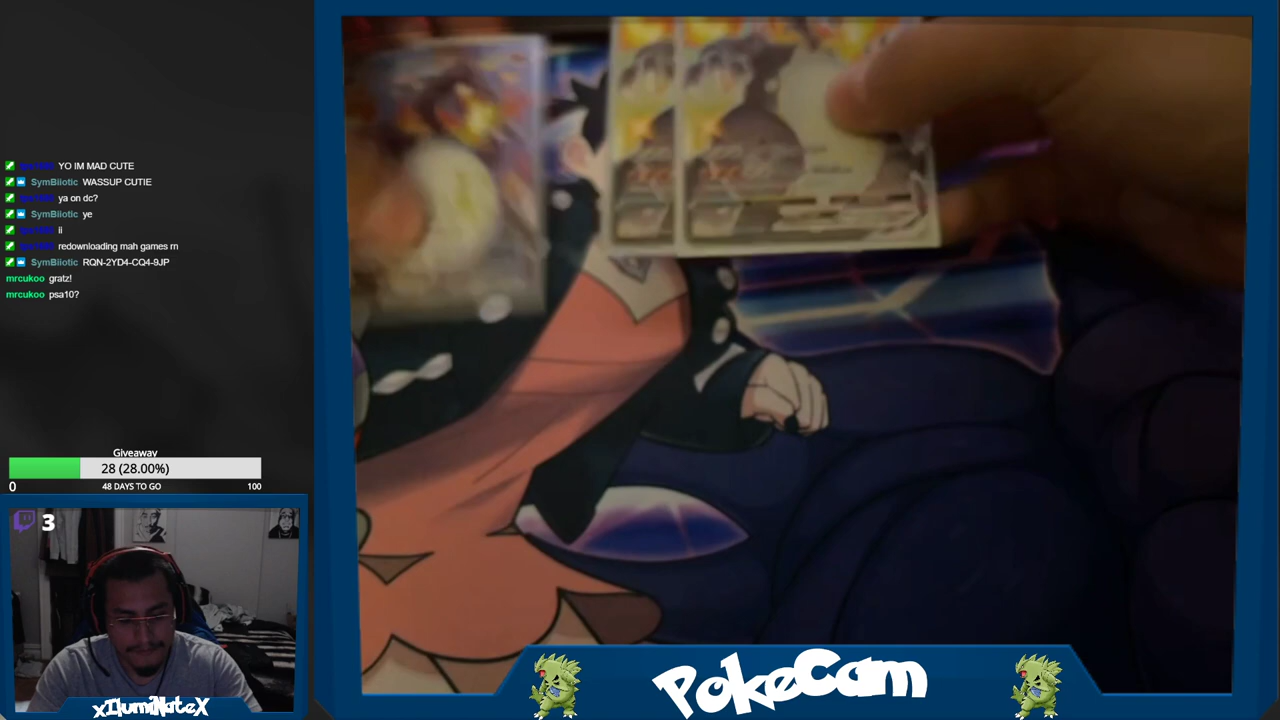 YO IM MAD CUTE
SymBiiotic WASSUP CUTIE
ya on dc?
SymBiiotic ye
ii
redownloading mah games rn
SymBiiotic RQN-2YD4-CQ4-9JP
mrcukoo gratz!
mrcukoo psa10?
Giveaway
28 (28.00%)
0 48 DAYS TO GO 100
3
xIlumiNateX
PokeCam